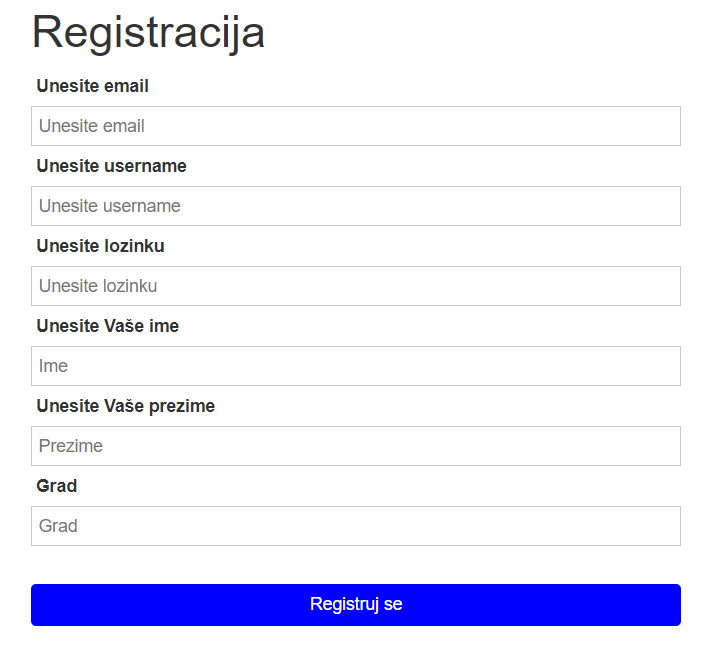 Registracija
Unesite email
Unesite email
Unesite username
Unesite username
Unesite lozinku
Unesite lozinku
Unesite Vaše ime
Ime
Unesite Vaše prezime
Prezime
Grad
Grad
Registruj se